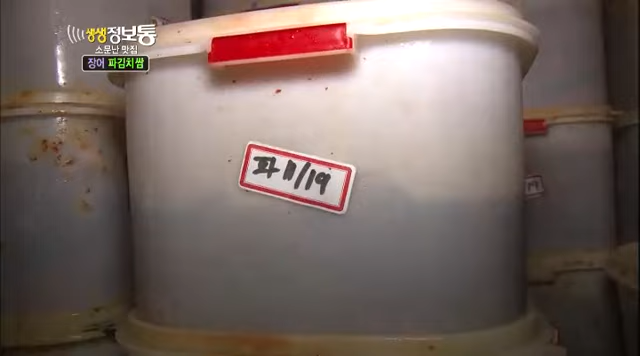 생생정보통
소문난 맛집
장어 파김치쌈
파 11/19